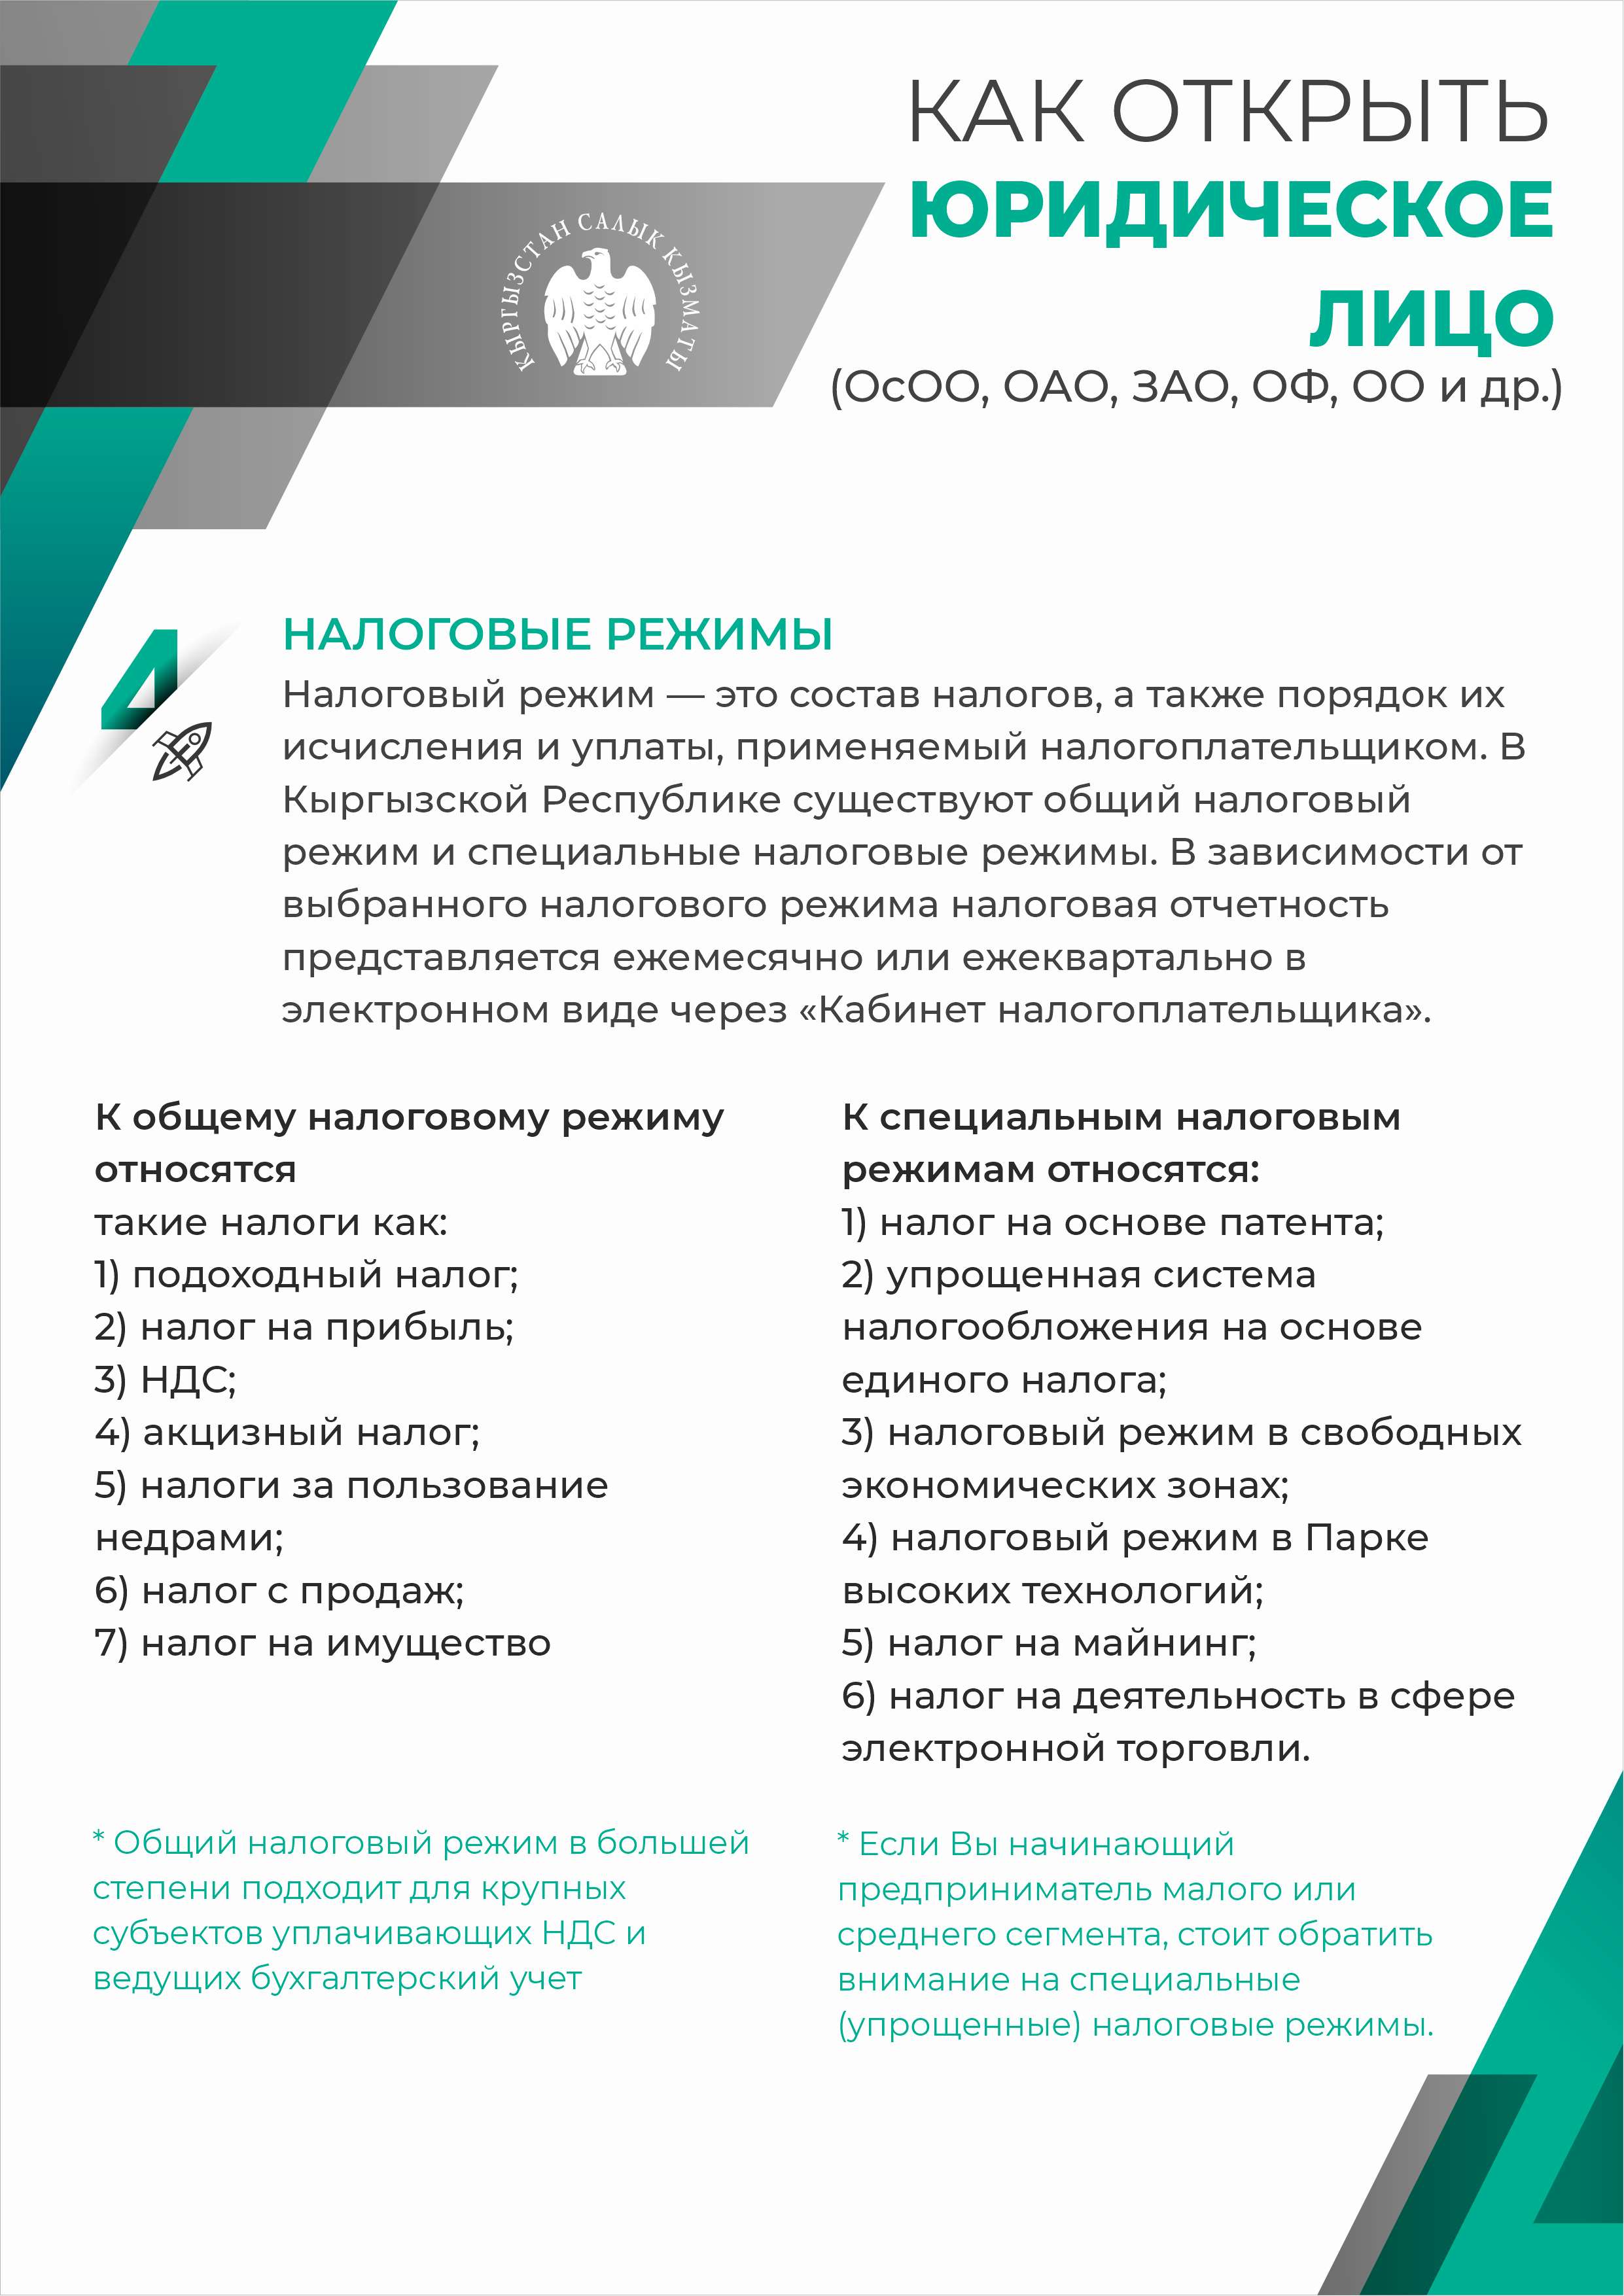 КЫРГЫЗСТАН САЛЫК КЫЗМАТЫ
КАК ОТКРЫТЬ
ЮРИДИЧЕСКОЕ
ЛИЦО
(ОсОО, ОАО, ЗАО, ОФ, ОО и др.)
4
НАЛОГОВЫЕ РЕЖИМЫ
Налоговый режим — это состав налогов, а также порядок их
исчисления и уплаты, применяемый налогоплательщиком. В
Кыргызской Республике существуют общий налоговый
режим и специальные налоговые режимы. В зависимости от
выбранного налогового режима налоговая отчетность
представляется ежемесячно или ежеквартально в
электронном виде через «Кабинет налогоплательщика».
К общему налоговому режиму
относятся
такие налоги как:
1) подоходный налог;
2) налог на прибыль;
3) НДС;
4) акцизный налог;
5) налоги за пользование
недрами;
6) налог с продаж;
7) налог на имущество
* Общий налоговый режим в большей
степени подходит для крупных
субъектов уплачивающих НДС и
ведущих бухгалтерский учет
К специальным налоговым
режимам относятся:
1) налог на основе патента;
2) упрощенная система
налогообложения на основе
единого налога;
3) налоговый режим в свободных
экономических зонах;
4) налоговый режим в Парке
высоких технологий;
5) налог на майнинг;
6) налог на деятельность в сфере
электронной торговли.
* Если Вы начинающий
предприниматель малого или
среднего сегмента, стоит обратить
внимание на специальные
(упрощенные) налоговые режимы.